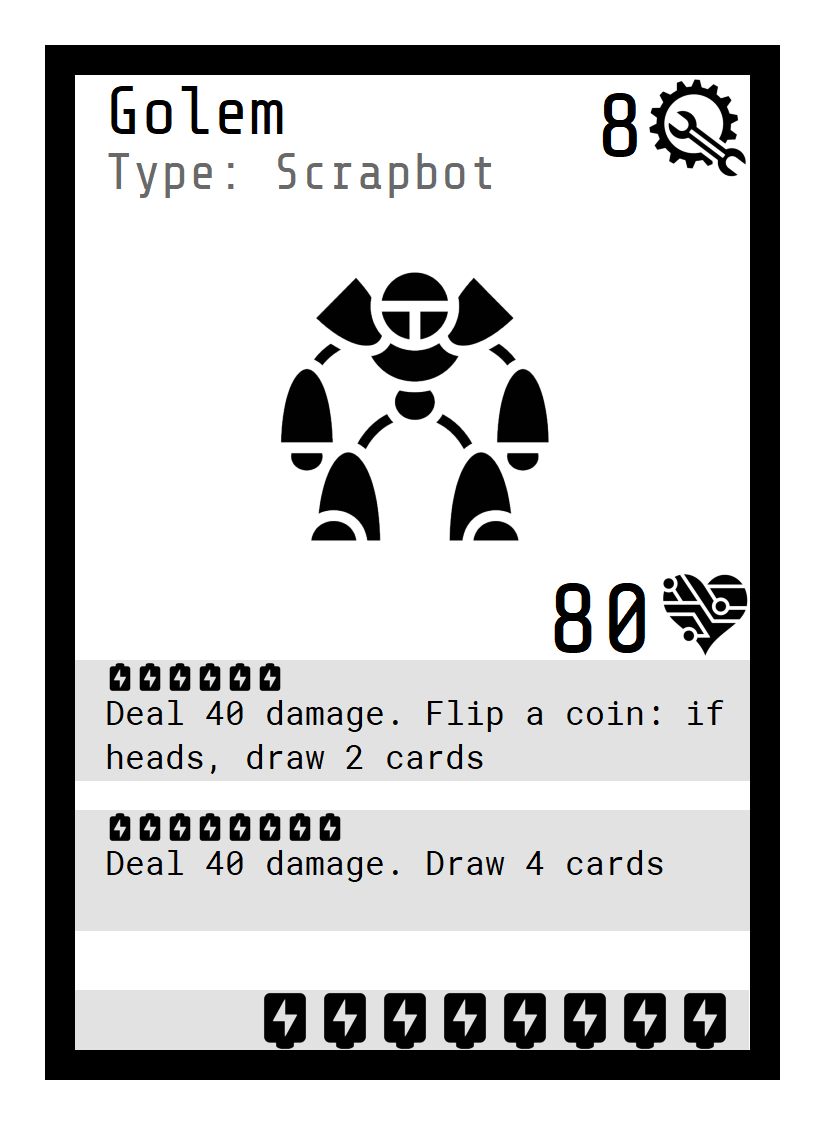 Golem
8
Type: Scrapbot
80
Deal 40 damage. Flip a coin: if
heads, draw 2 cards
Deal 40 damage. Draw 4 cards